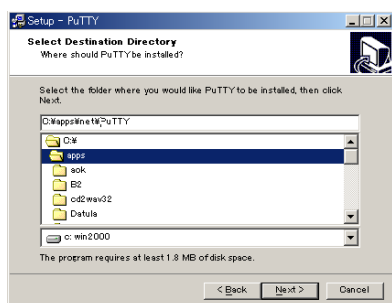 Setup - PuTTY
Select Destination Directory
Where should PuTTY be installed?
Select the folder where you would like PuTTY to be installed, then click
Next.
C:¥apps¥net¥PuTTY
C:¥
apps
aok
B2
cd2wav32
Datula
c: win2000
The program requires at least 1.8 MB of disk space.
< Back
Next >
Cancel